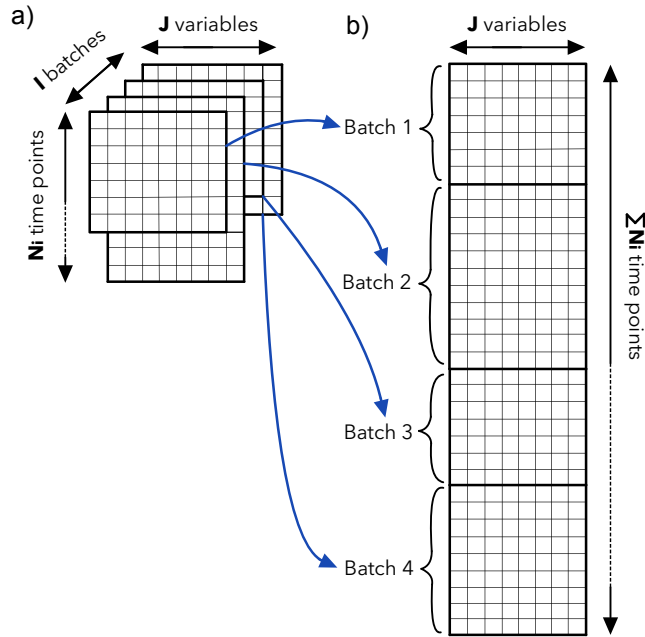 a)
J variables
I batches
Ni time points
b)
J variables
Batch 1
Batch 2
Batch 3
Batch 4
ΣNi time points